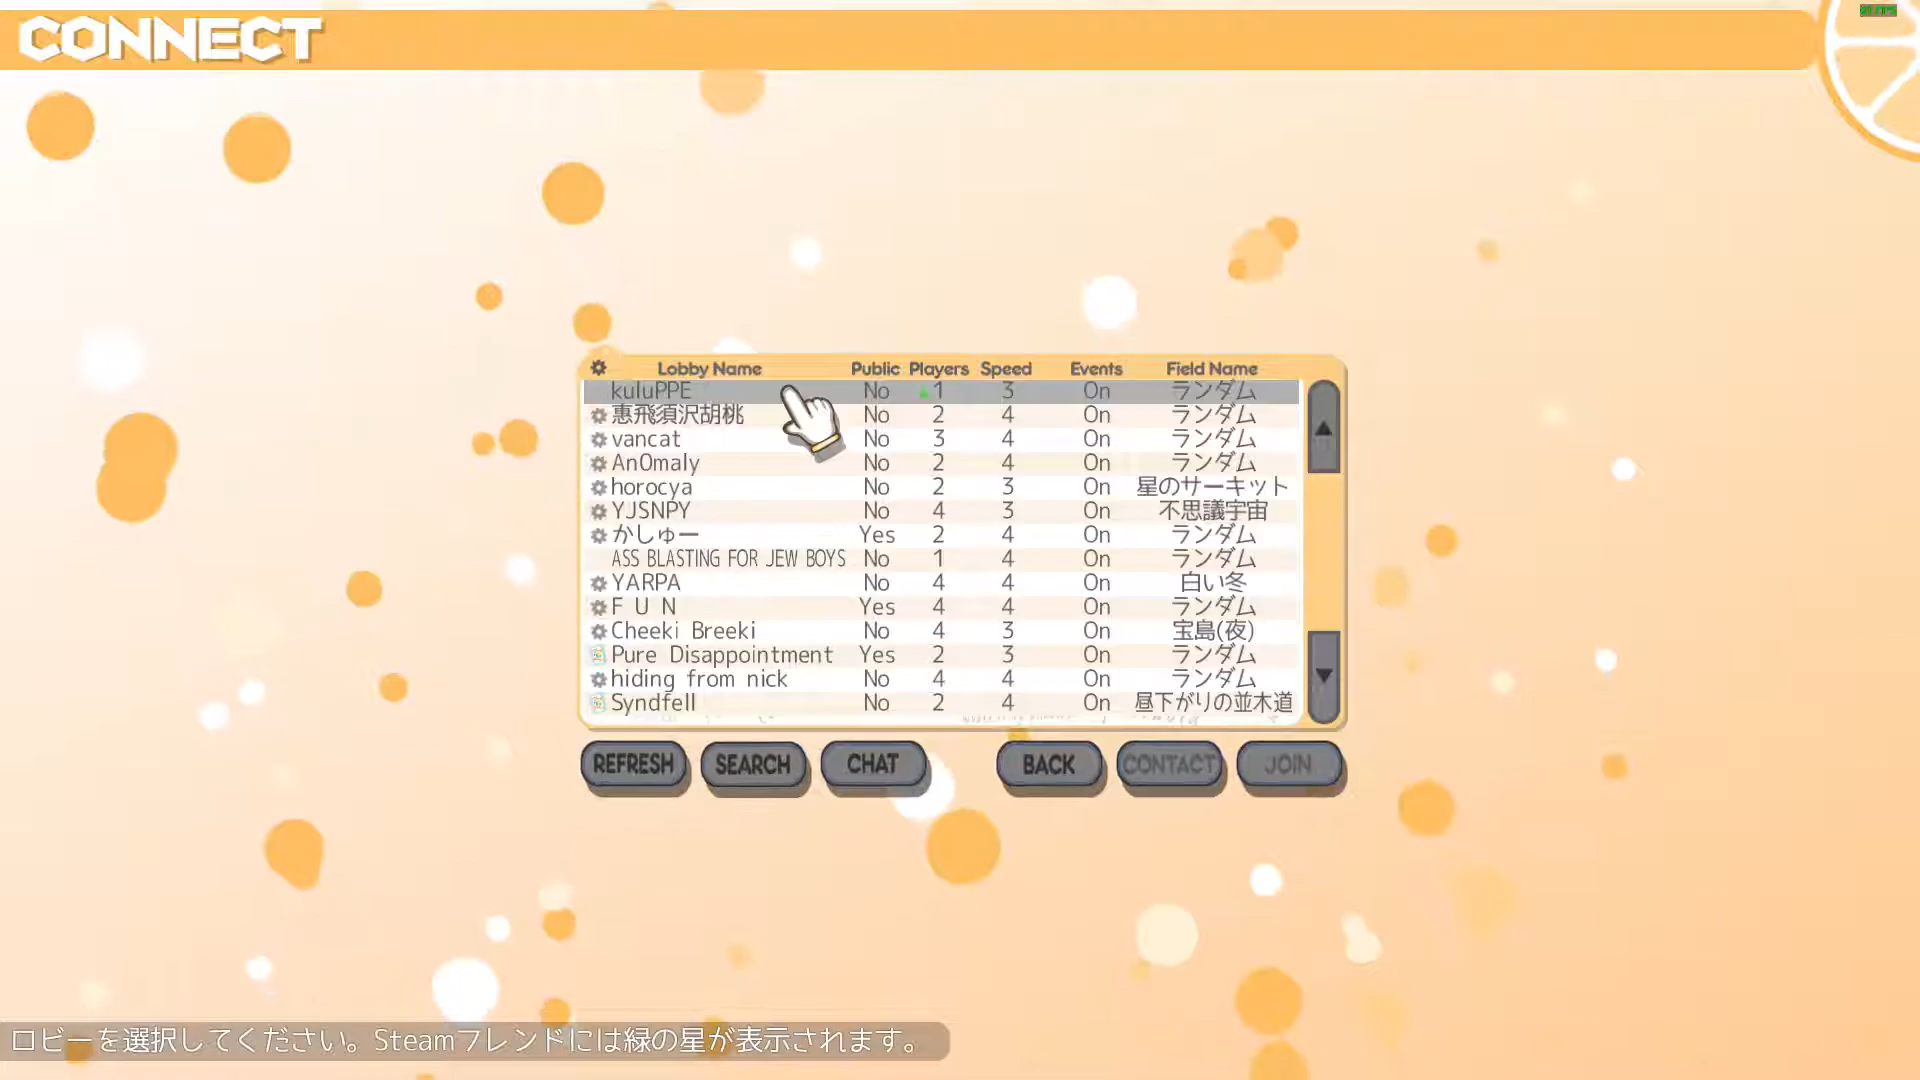 CONNECT
Lobby Name Public Players Speed Events Field Name
kuluPPE No 1 3 On ランダム
恵飛須沢胡桃 No 2 4 On ランダム
vancat No 3 4 On ランダム
An0maly No 2 4 On ランダム
horocya No 2 3 On 星のサーキット
YJSNPY No 4 3 On 不思議宇宙
かしゅー Yes 2 4 On ランダム
ASS BLASTING FOR JEW BOYS No 1 4 On ランダム
YARPA No 4 4 On 白い冬
F U N Yes 4 4 On ランダム
Cheeki Breeki No 4 3 On 宝島(夜)
Pure Disappointment Yes 2 3 On ランダム
hiding from nick No 4 4 On ランダム
Syndfell No 2 4 On 昼下がりの並木道
REFRESH SEARCH CHAT BACK CONTACT JOIN
ロビーを選択してください。Steamフレンドには緑の星が表示されます。